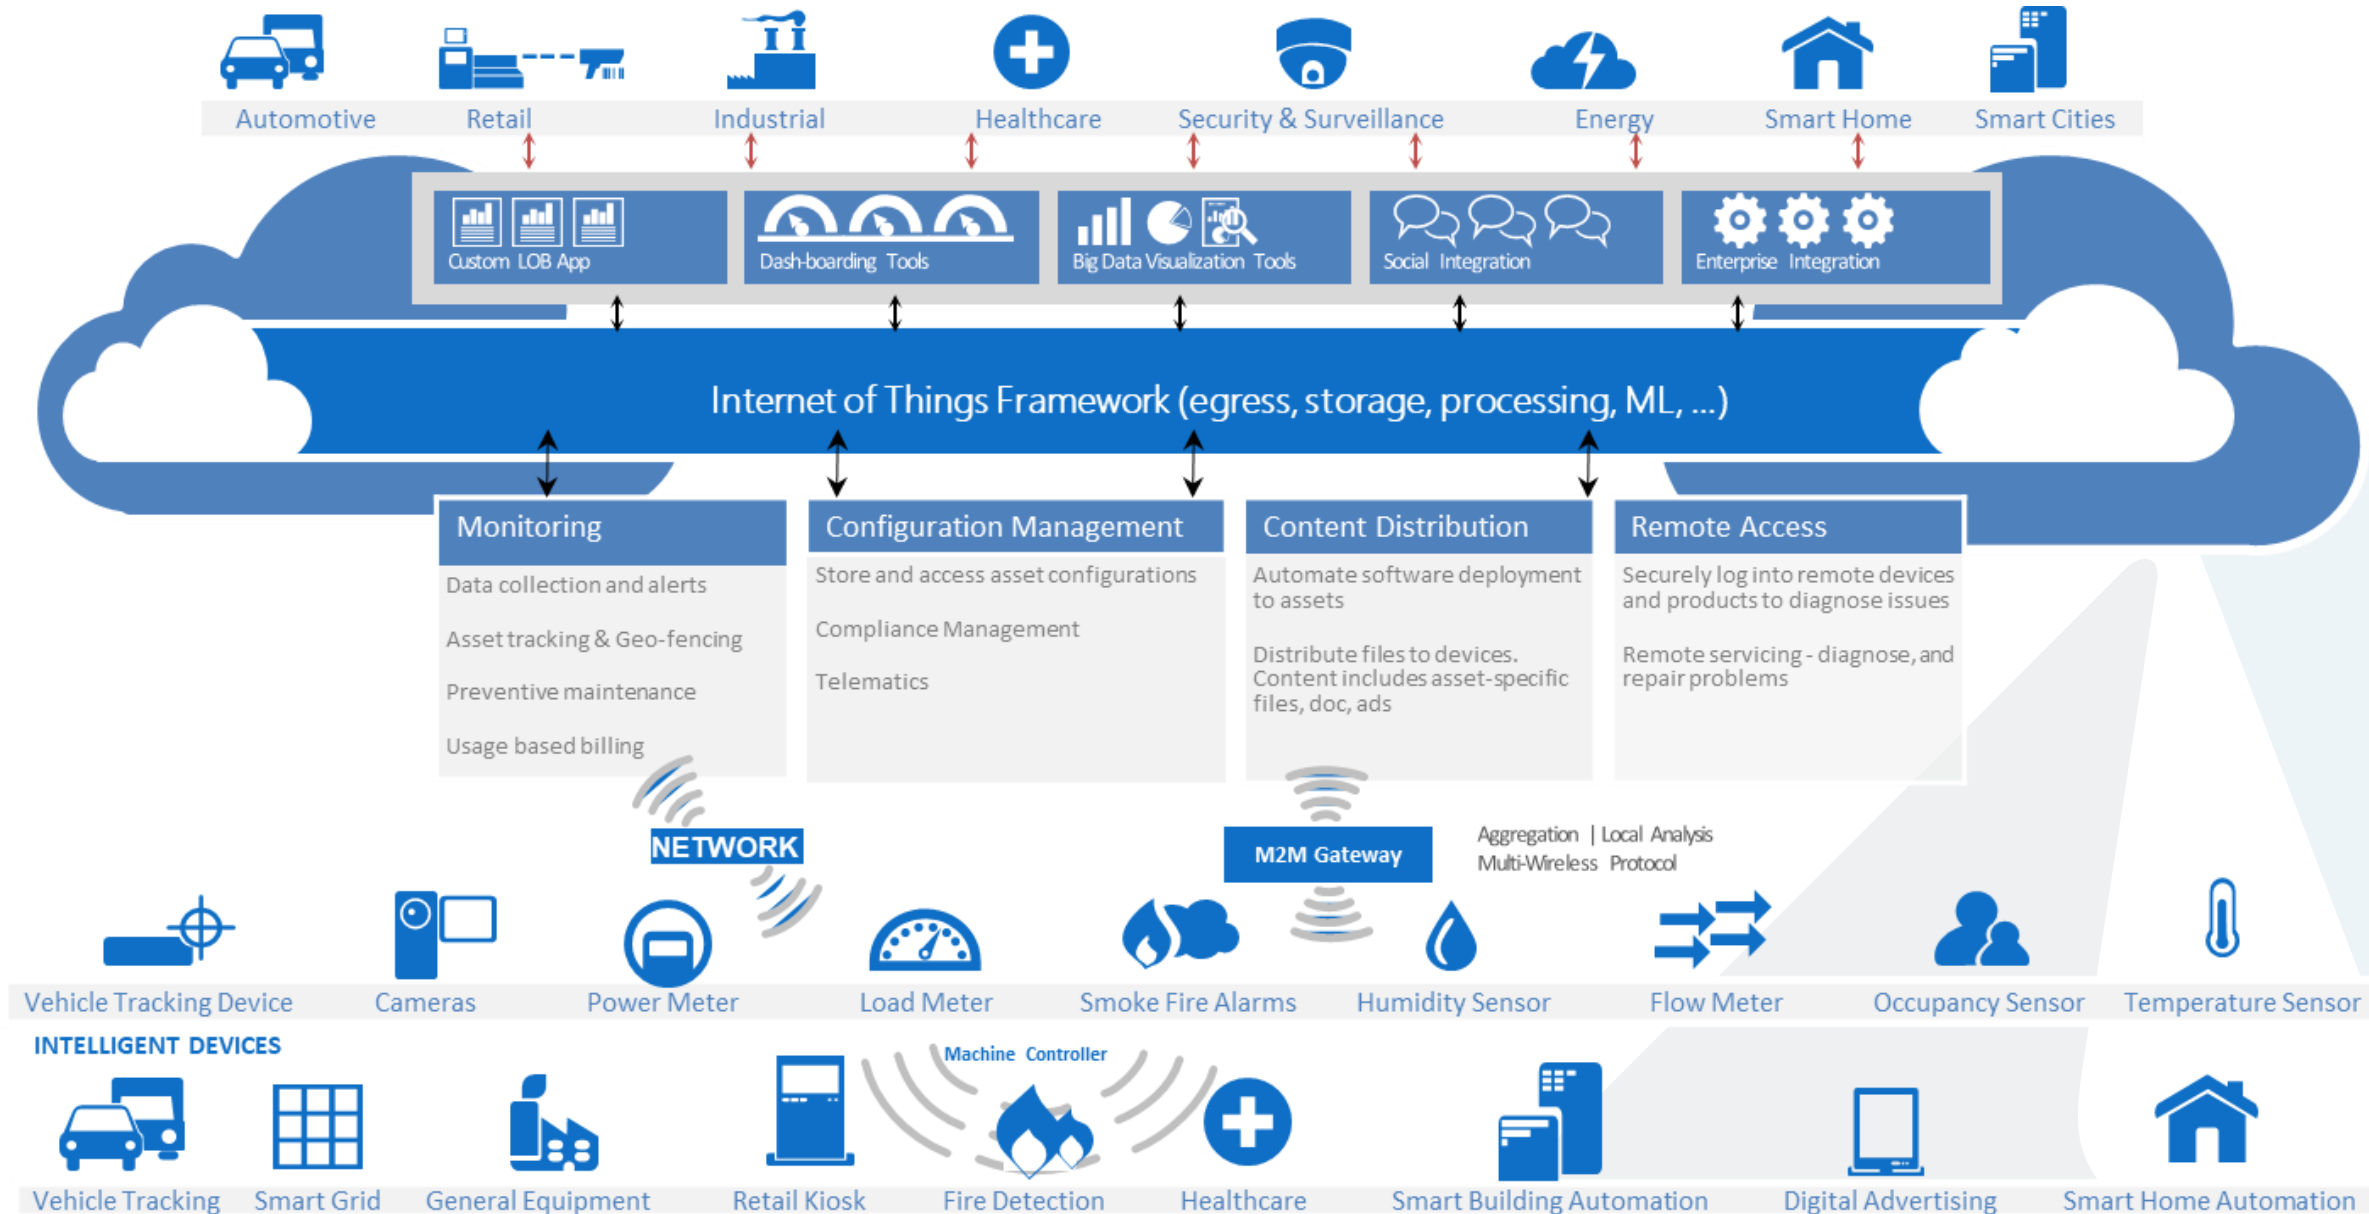 Automotive
Retail
Industrial
Healthcare
Security & Surveillance
Energy
Smart Home
Smart Cities
Custom LOB App
Dash-boarding Tools
Big Data Visualization Tools
Social Integration
Enterprise Integration
Internet of Things Framework (egress, storage, processing, ML, ...)
Monitoring
Data collection and alerts
Asset tracking & Geo-fencing
Preventive maintenance
Usage based billing
Configuration Management
Store and access asset configurations
Compliance Management
Telematics
Content Distribution
Automate software deployment
to assets
Distribute files to devices.
Content includes asset-specific
files, doc, ads
Remote Access
Securely log into remote devices
and products to diagnose issues
Remote servicing - diagnose, and
repair problems
NETWORK
M2M Gateway
Aggregation | Local Analysis
Multi-Wireless Protocol
Vehicle Tracking Device
Cameras
Power Meter
Load Meter
Smoke Fire Alarms
Humidity Sensor
Flow Meter
Occupancy Sensor
Temperature Sensor
INTELLIGENT DEVICES
Machine Controller
Vehicle Tracking
Smart Grid
General Equipment
Retail Kiosk
Fire Detection
Healthcare
Smart Building Automation
Digital Advertising
Smart Home Automation